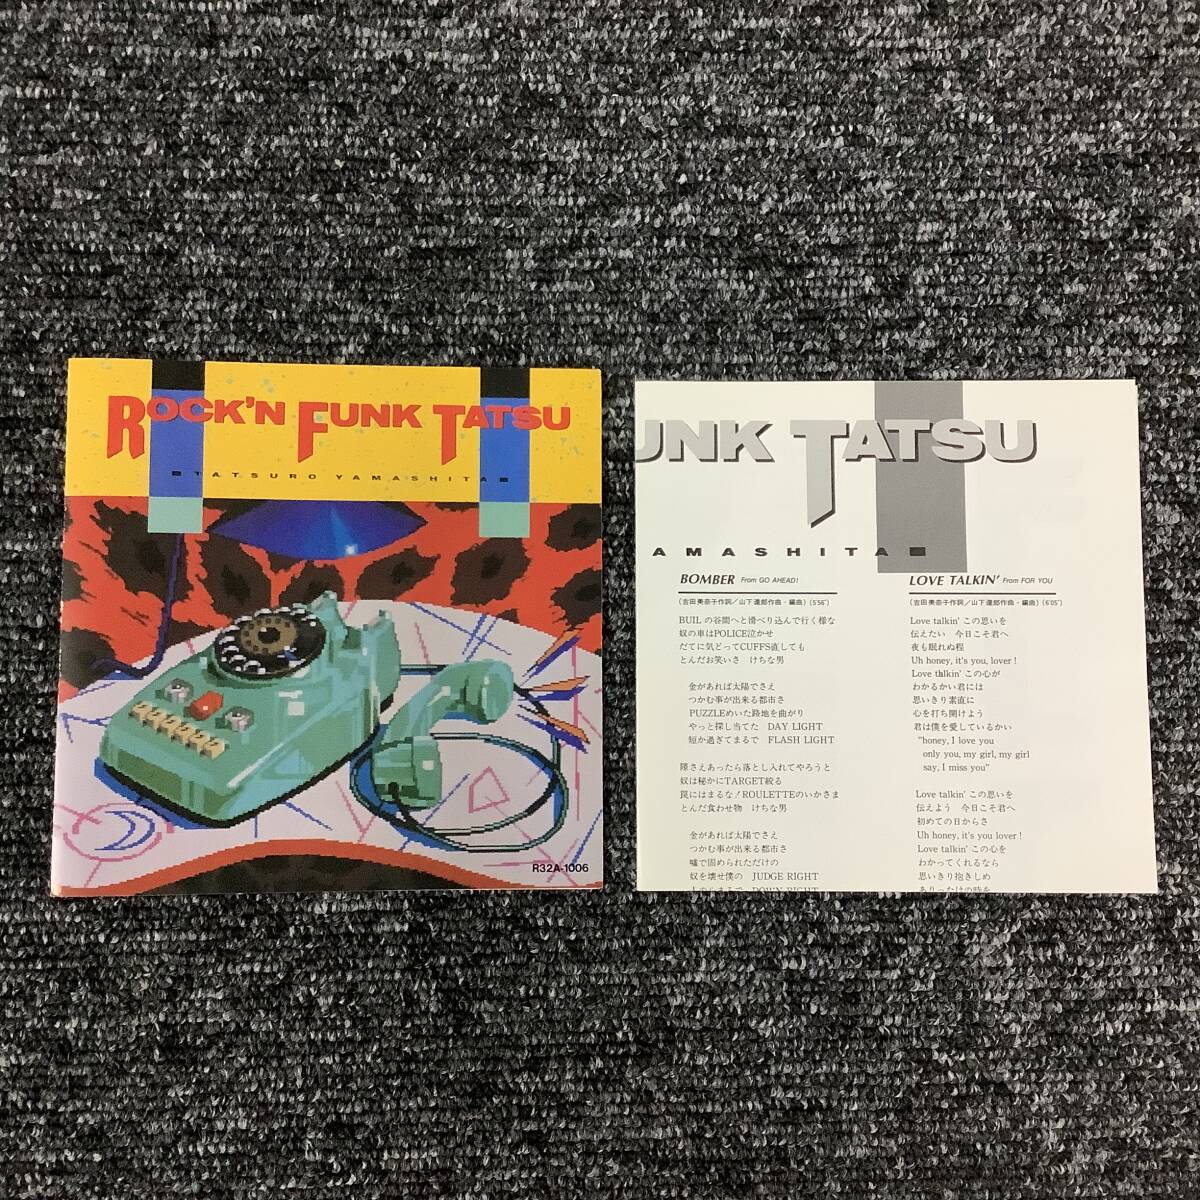 ROCK'N FUNK TATSU
■TATSURO YAMASHITA■
R32A-1006
UNK TATSU
AMASHITA■
BOMBER From GO AHEAD!
(吉田美奈子作詞/山下達郎作曲・編曲) (5'56")
BUILの谷間へと滑べり込んで行く様な
奴の車はPOLICE泣かせ
だてに気どってCUFFS直しても
とんだお笑いさ けちな男
金があれば太陽でさえ
つかむ事が出来る都市さ
PUZZLEめいた路地を曲がり
やっと探し当てた DAY LIGHT
短か過ぎてまるで FLASH LIGHT
隙さえあったら落とし入れてやろうと
奴は秘かにTARGET絞る
罠にはまるな!ROULETTEのいかさま
とんだ食わせ物 けちな男
金があれば太陽でさえ
つかむ事が出来る都市さ
嘘で固められただけの
奴を壊せ僕の JUDGE RIGHT
DOWN RIGHT
LOVE TALKIN' From FOR YOU
(吉田美奈子作詞/山下達郎作曲・編曲) (6'05")
Love talkin' この思いを
伝えたい 今日こそ君へ
夜も眠れぬ程
Uh honey, it's you, lover!
Love talkin' この心が
わかるかい君には
思いきり素直に
心を打ち開けよう
君は僕を愛しているかい
"honey, I love you
only you, my girl, my girl
say, I miss you"
Love talkin' この思いを
伝えよう 今日こそ君へ
初めての日からさ
Uh honey, it's you lover!
Love talkin' この心を
わかってくれるなら
思いきり抱きしめ
ありったけの時を